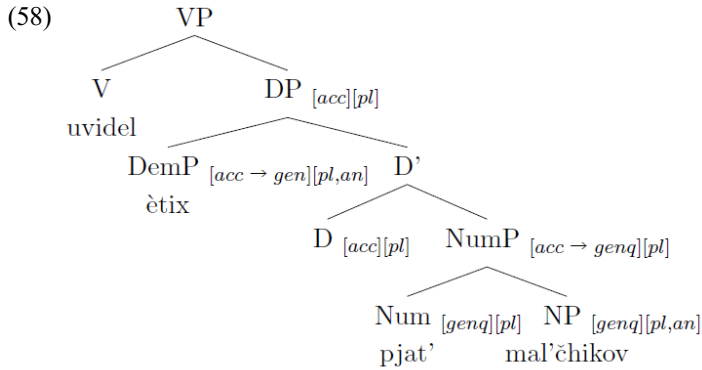 (58) VP
V DP [acc][pl]
uvidel
DemP [acc → gen][pl,an] D'
ètix
D [acc][pl] NumP [acc → genq][pl]
Num [genq][pl] NP [genq][pl,an]
pjat' mal'čhikov